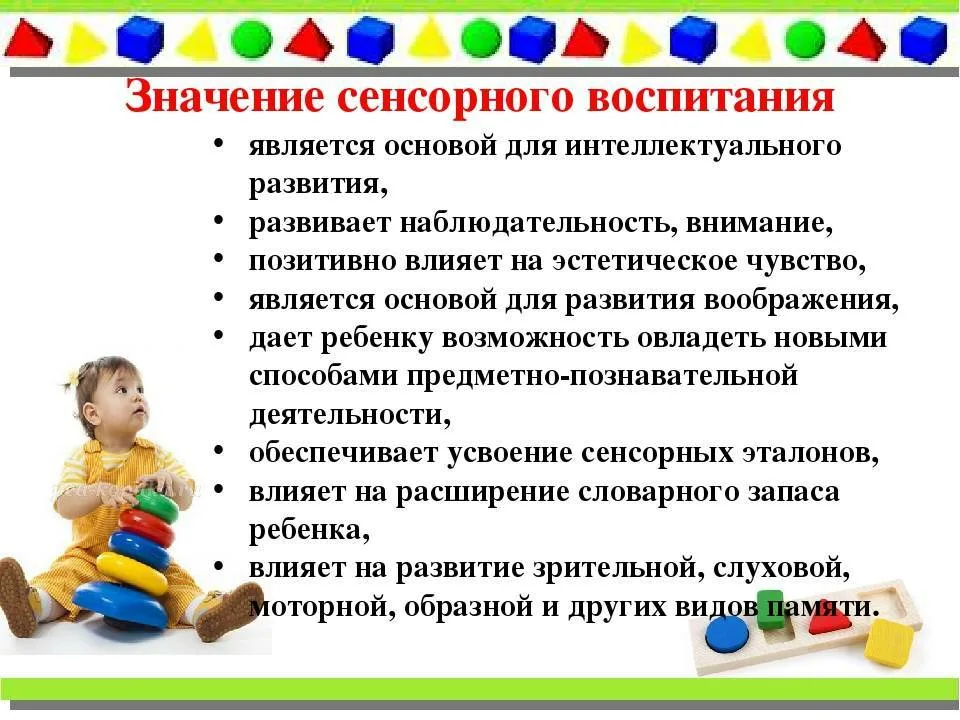 Значение сенсорного воспитания
• является основой для интеллектуального
развития,
• развивает наблюдательность, внимание,
• позитивно влияет на эстетическое чувство,
• является основой для развития воображения,
• дает ребенку возможность овладеть новыми
способами предметно-познавательной
деятельности,
• обеспечивает усвоение сенсорных эталонов,
• влияет на расширение словарного запаса
ребенка,
• влияет на развитие зрительной, слуховой,
моторной, образной и других видов памяти.